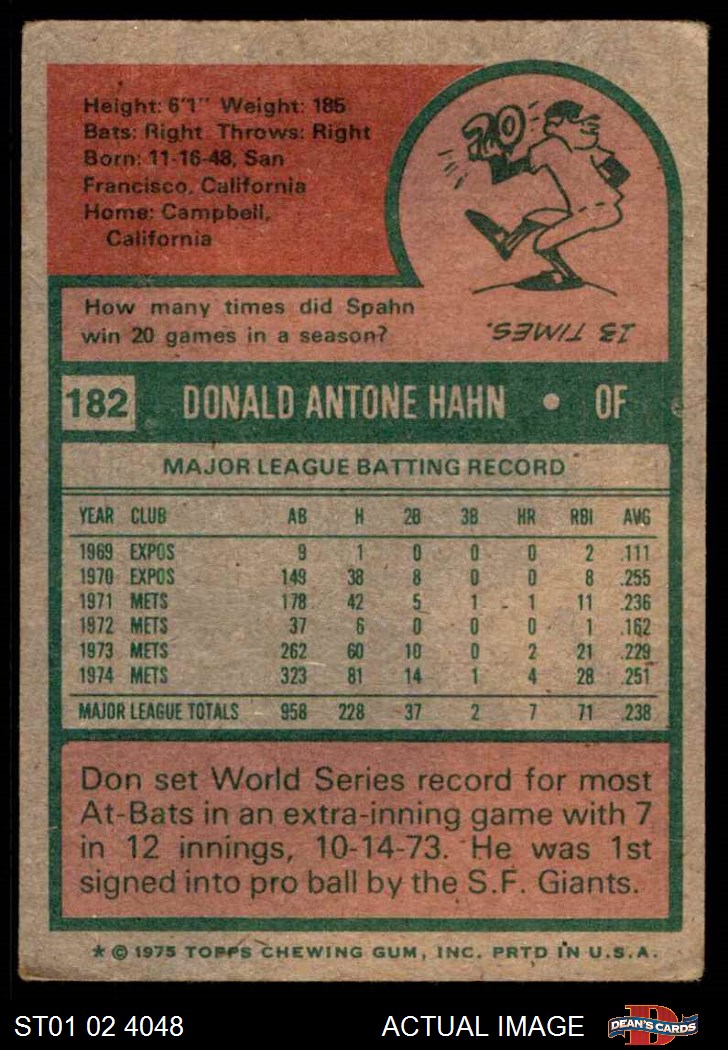 Height: 6'1" Weight: 185
Bats: Right Throws: Right
Born: 11-16-48, San
Francisco, California
Home: Campbell,
California
20
How many times did Spahn
win 20 games in a season?
13 TIMES.
182 DONALD ANTONE HAHN • OF
MAJOR LEAGUE BATTING RECORD
YEAR CLUB AB H 2B 3B HR RBI AVG
1969 EXPOS 9 1 0 0 0 2 .111
1970 EXPOS 149 38 8 0 0 8 .255
1971 METS 178 42 5 1 1 11 .236
1972 METS 37 6 0 0 0 1 .162
1973 METS 262 60 10 0 2 21 .229
1974 METS 323 81 14 1 4 28 .251
MAJOR LEAGUE TOTALS 958 228 37 2 7 71 .238
Don set World Series record for most
At-Bats in an extra-inning game with 7
in 12 innings, 10-14-73. He was 1st
signed into pro ball by the S.F. Giants.
* © 1975 TOPPS CHEWING GUM, INC. PRTD IN U.S.A.
ST01 02 4048 ACTUAL IMAGE D DEAN'S CARDS